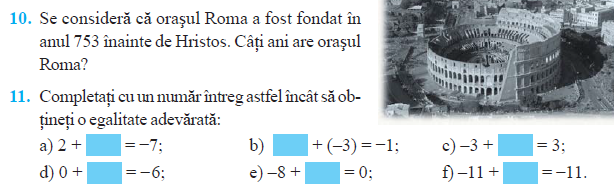 10. Se consideră că orașul Roma a fost fondat în
anul 753 înainte de Hristos. Câți ani are orașul
Roma?
11. Completați cu un număr întreg astfel încât să ob-
țineți o egalitate adevărată:
a) 2 + = –7; b) + (–3) = –1; c) –3 + = 3;
d) 0 + = –6; e) –8 + = 0; f) –11 + = –11.